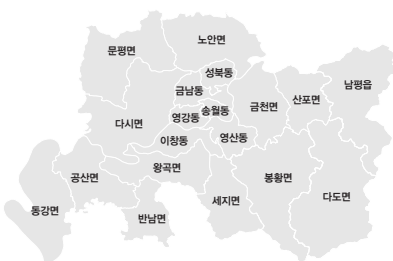 노안면
문평면
성북동
남평읍
금남동
산포면
금천면
송월동
영강동
다시면
영산동
이창동
왕곡면
공산면
봉황면
다도면
세지면
동강면
반남면